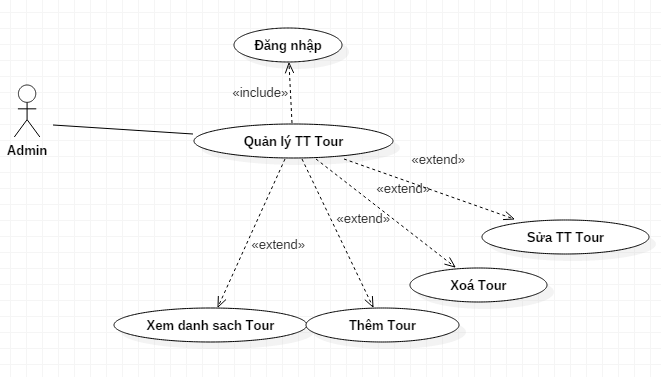 Đăng nhập
«include»
Admin
Quản lý TT Tour
«extend»
«extend»
«extend»
Sửa TT Tour
«extend»
Xoá Tour
Xem danh sach Tour
Thêm Tour